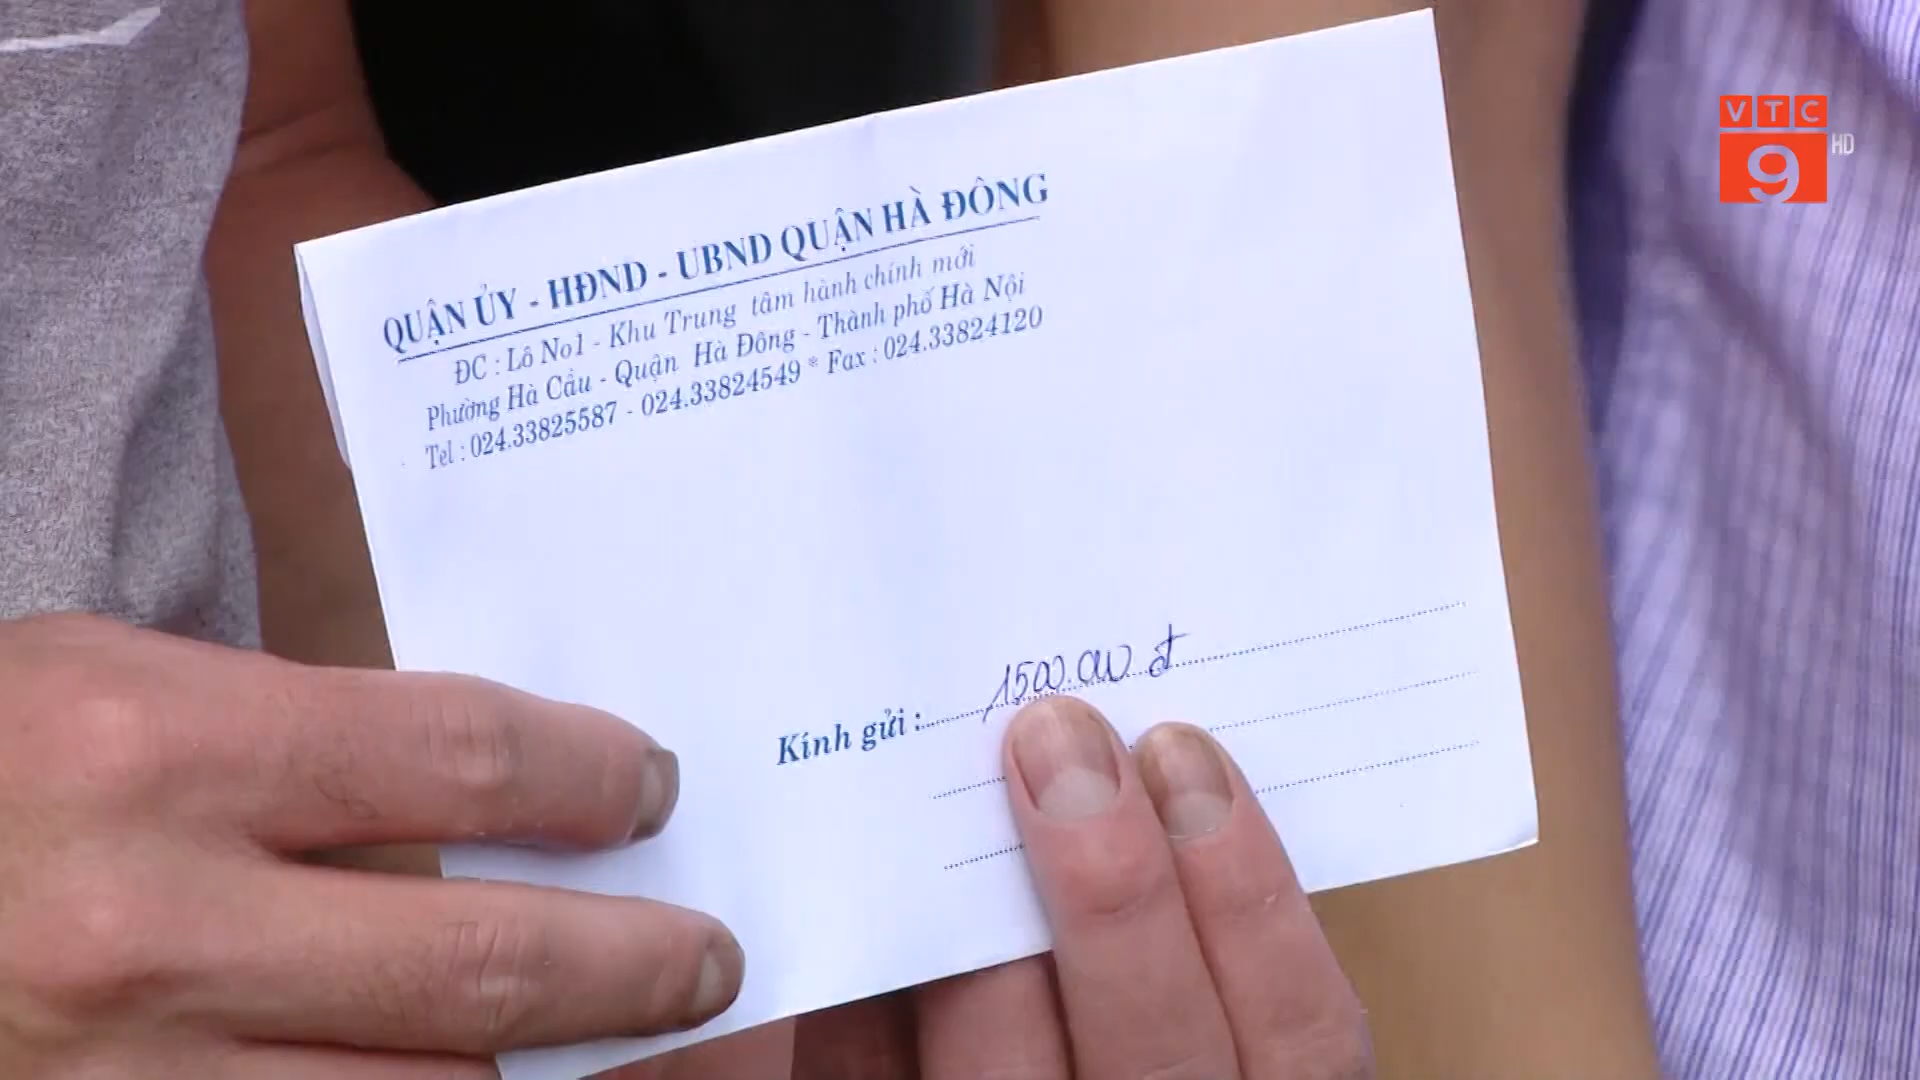 VTC
9 HD
QUẬN ỦY - HĐND - UBND QUẬN HÀ ĐÔNG
ĐC : Lô No1 - Khu Trung tâm hành chính mới
Phường Hà Cầu - Quận Hà Đông - Thành phố Hà Nội
Tel : 024.33825587 - 024.33824549 * Fax : 024.33824120
Kính gửi : 1500.000 đ